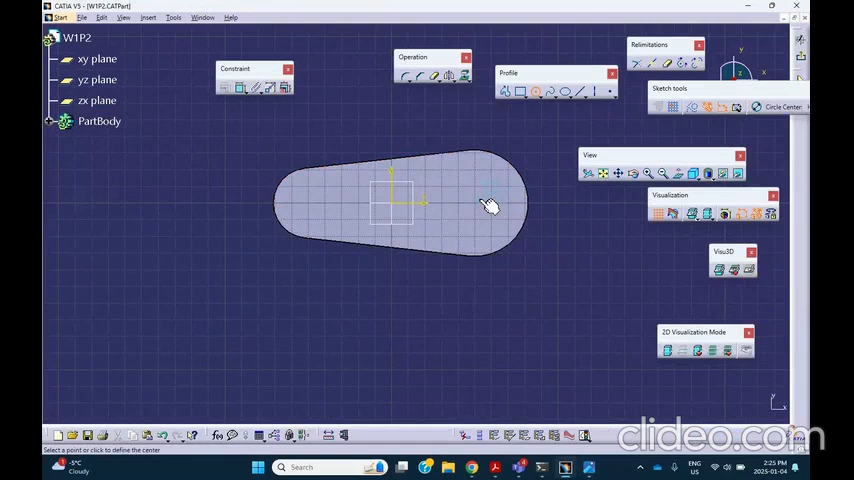 CATIA V5 - [W1P2.CATPart]
Start File Edit View Insert Tools Window Help
W1P2
xy plane
yz plane
zx plane
PartBody
Constraint
Operation
Profile
Relimitations
Sketch tools
Circle Center:
View
Visualization
Visu3D
2D Visualization Mode
y
x
z
y
x
f(x)
Select a point or click to define the center
clideo.com
-5°C
Cloudy
Search
ENG
US
2:25 PM
2025-01-04